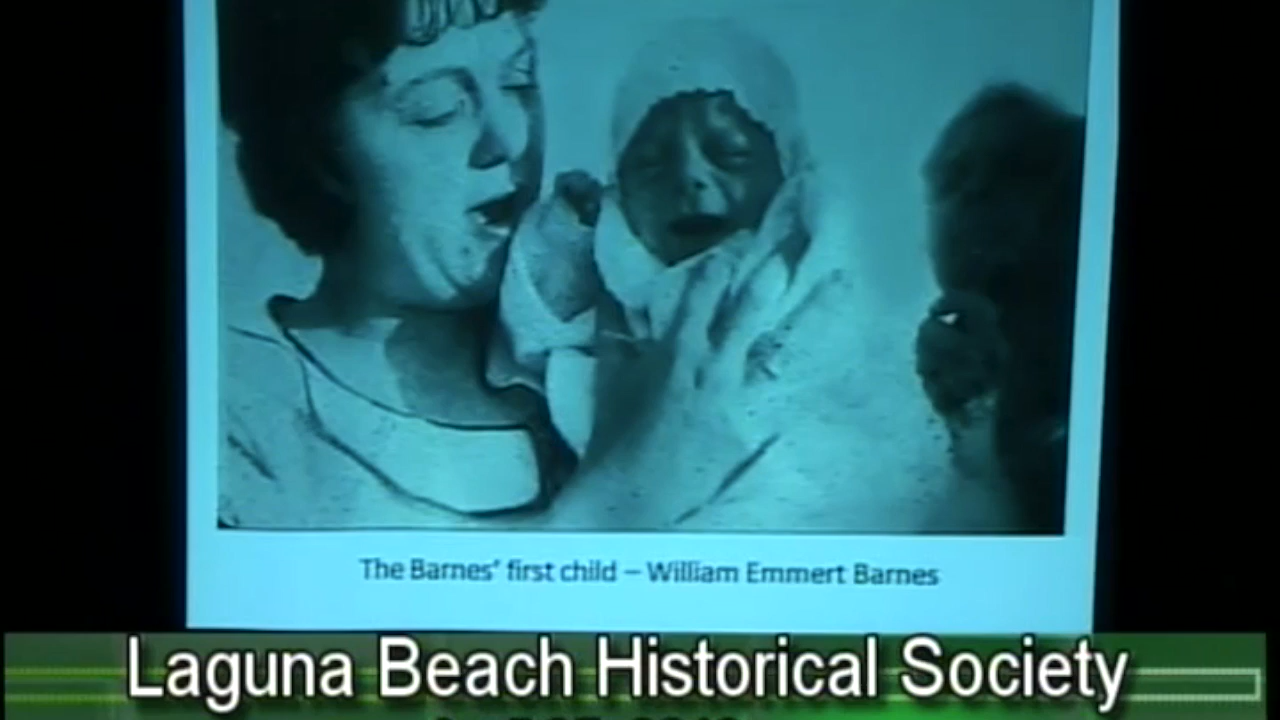 The Barnes' first child – William Emmert Barnes
Laguna Beach Historical Society